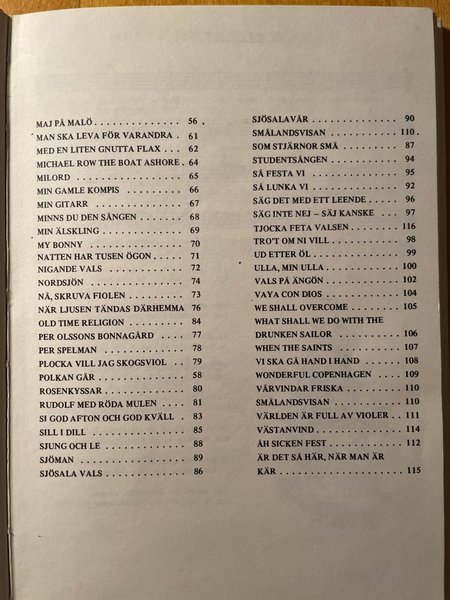 MAJ PÅ MALÖ . . . . . . . . . . . . . 56 .
MAN SKA LEVA FÖR VARANDRA . 61
MED EN LITEN GNUTTA FLAX . . . 62
MICHAEL ROW THE BOAT ASHORE . 64
MILORD . . . . . . . . . . . . . . . . . . 65
MIN GAMLE KOMPIS . . . . . . . . . 66
MIN GITARR . . . . . . . . . . . . . . 67
MINNS DU DEN SÅNGEN . . . . . . . 68
MIN ÄLSKLING . . . . . . . . . . . . . 69
MY BONNY . . . . . . . . . . . . . . . 70
NATTEN HAR TUSEN ÖGON . . . . . 71
NIGANDE VALS . . . . . . . . . . . . 72
NORDSJÖN . . . . . . . . . . . . . . . 74
NÅ, SKRUVA FIOLEN . . . . . . . . . 73
NÄR LJUSEN TÄNDAS DÄRHEMMA 76
OLD TIME RELIGION . . . . . . . . . 84
PER OLSSONS BONNAGÅRD . . . . . 77
PER SPELMAN . . . . . . . . . . . . . 78
PLOCKA VILL JAG SKOGSVIOL . . . 79
POLKAN GÅR . . . . . . . . . . . . . . 58
ROSENKYSSAR . . . . . . . . . . . . . 80
RUDOLF MED RÖDA MULEN . . . . . 81
SI GOD AFTON OCH GOD KVÄLL . . 83
SILL I DILL . . . . . . . . . . . . . . . 85
SJUNG OCH LE . . . . . . . . . . . . . 88
SJÖMAN . . . . . . . . . . . . . . . . . 89
SJÖSALA VALS . . . . . . . . . . . . . 86
SJÖSALAVÅR . . . . . . . . . . . . . . 90
SMÅLANDSVISAN . . . . . . . . . . . 110 .
SOM STJÄRNOR SMÅ . . . . . . . . . 87
STUDENTSÅNGEN . . . . . . . . . . . 94
SÅ FESTA VI . . . . . . . . . . . . . . 95
SÅ LUNKA VI . . . . . . . . . . . . . . 92
SÄG DET MED ETT LEENDE . . . . . 96
SÄG INTE NEJ – SÄJ KANSKE . . . . 97
TJOCKA FETA VALSEN . . . . . . . . 116
TRO'T OM NI VILL . . . . . . . . . . . 98
UD EFTER ÖL . . . . . . . . . . . . . . 99
ULLA, MIN ULLA . . . . . . . . . . . . 100
VALS PÅ ÄNGÖN . . . . . . . . . . . . 102
VAYA CON DIOS . . . . . . . . . . . . 104
WE SHALL OVERCOME . . . . . . . . 105
WHAT SHALL WE DO WITH THE
DRUNKEN SAILOR . . . . . . . . . . . 106
WHEN THE SAINTS . . . . . . . . . . . 107
VI SKA GÅ HAND I HAND . . . . . . . 108
WONDERFUL COPENHAGEN . . . . . 109
VÅRVINDAR FRISKA . . . . . . . . . . 110
SMÅLANDSVISAN . . . . . . . . . . . 110
VÄRLDEN ÄR FULL AV VIOLER . . . 111
VÄSTANVIND . . . . . . . . . . . . . . 114
ÅH SICKEN FEST . . . . . . . . . . . . 112
ÄR DET SÅ HÄR, NÄR MAN ÄR
KÄR . . . . . . . . . . . . . . . . . . . . 115